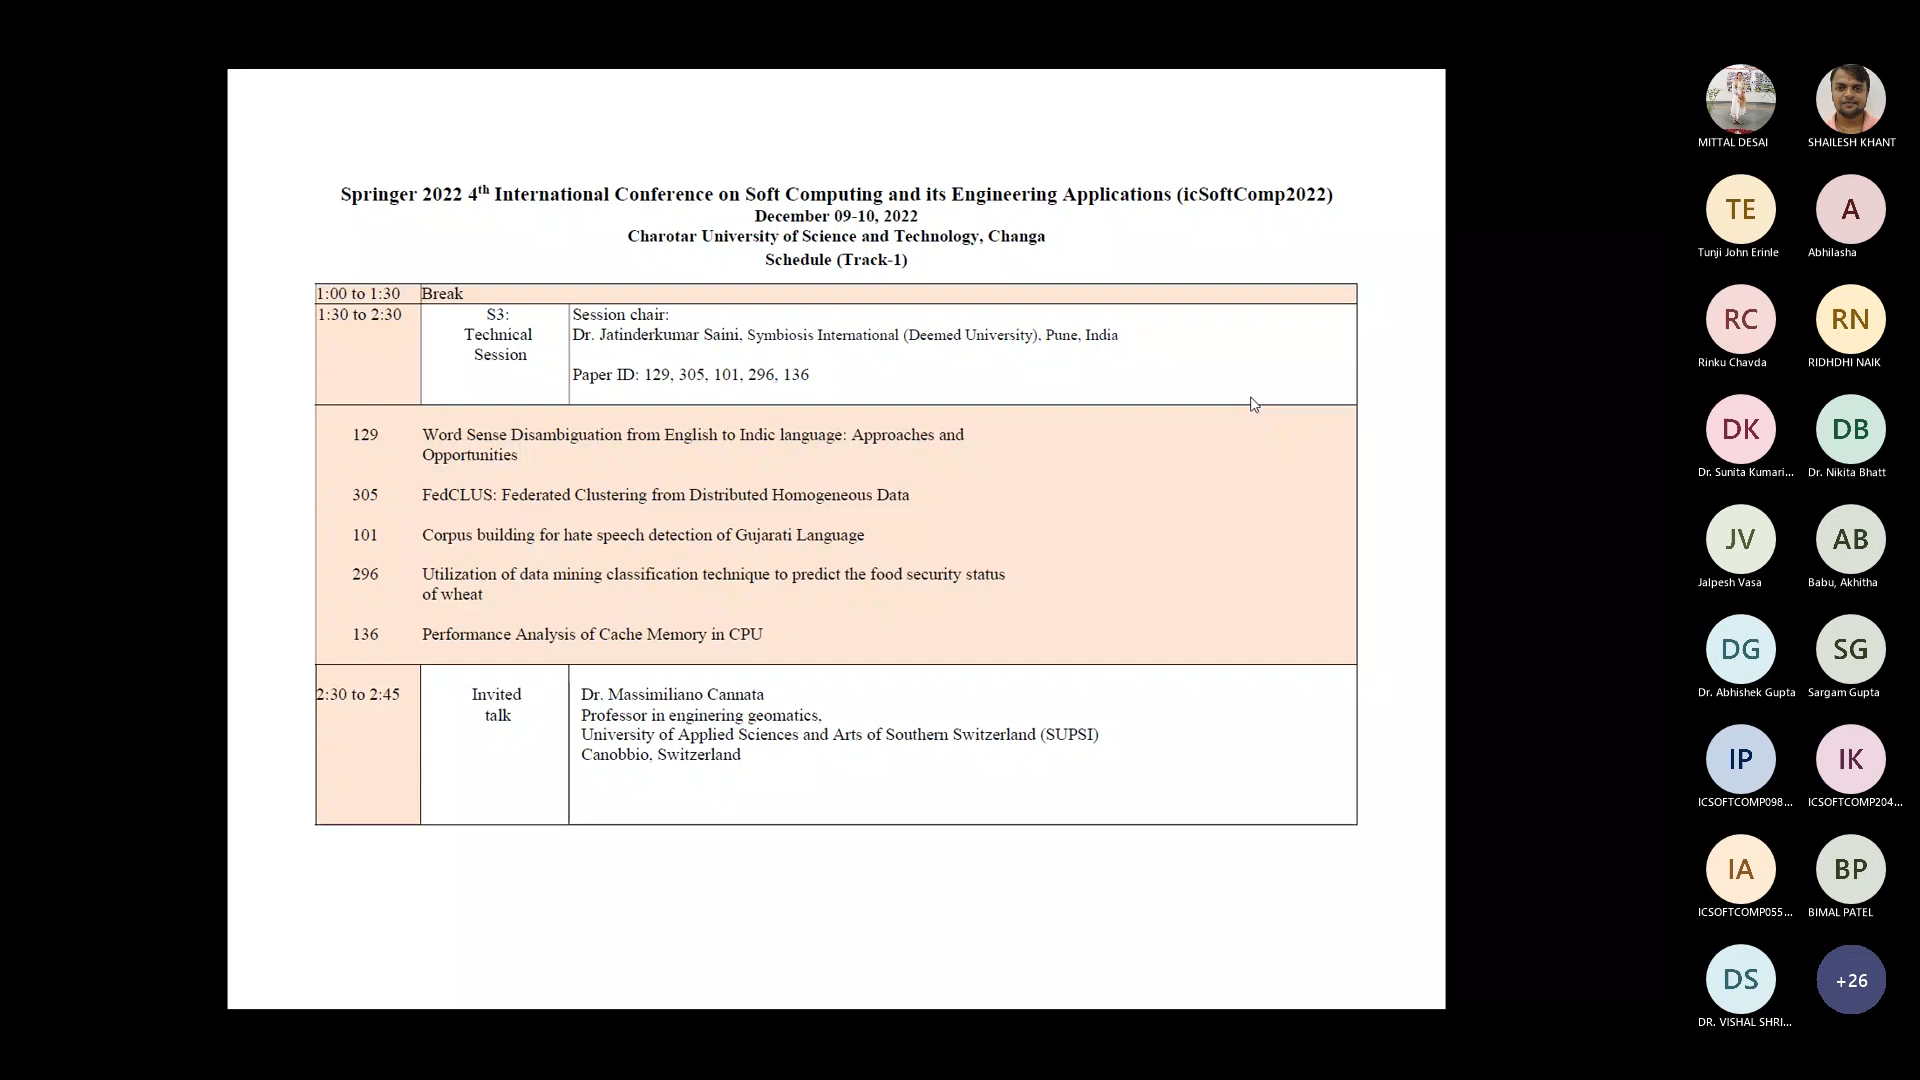 Springer 2022 4th International Conference on Soft Computing and its Engineering Applications (icSoftComp2022)
December 09-10, 2022
Charotar University of Science and Technology, Changa
Schedule (Track-1)
1:00 to 1:30 Break
1:30 to 2:30
S3:
Technical
Session
Session chair:
Dr. Jatinderkumar Saini, Symbiosis International (Deemed University), Pune, India
Paper ID: 129, 305, 101, 296, 136
129 Word Sense Disambiguation from English to Indic language: Approaches and
Opportunities
305 FedCLUS: Federated Clustering from Distributed Homogeneous Data
101 Corpus building for hate speech detection of Gujarati Language
296 Utilization of data mining classification technique to predict the food security status
of wheat
136 Performance Analysis of Cache Memory in CPU
2:30 to 2:45
Invited
talk
Dr. Massimiliano Cannata
Professor in enginering geomatics,
University of Applied Sciences and Arts of Southern Switzerland (SUPSI)
Canobbio, Switzerland
MITTAL DESAI
SHAILESH KHANT
TE
Tunji John Erinle
A
Abhilasha
RC
Rinku Chavda
RN
RIDHDHI NAIK
DK
Dr. Sunita Kumari...
DB
Dr. Nikita Bhatt
JV
Jalpesh Vasa
AB
Babu, Akhitha
DG
Dr. Abhishek Gupta
SG
Sargam Gupta
IP
ICSOFTCOMP098...
IK
ICSOFTCOMP204...
IA
ICSOFTCOMP055...
BP
BIMAL PATEL
DS
DR. VISHAL SHRI...
+26